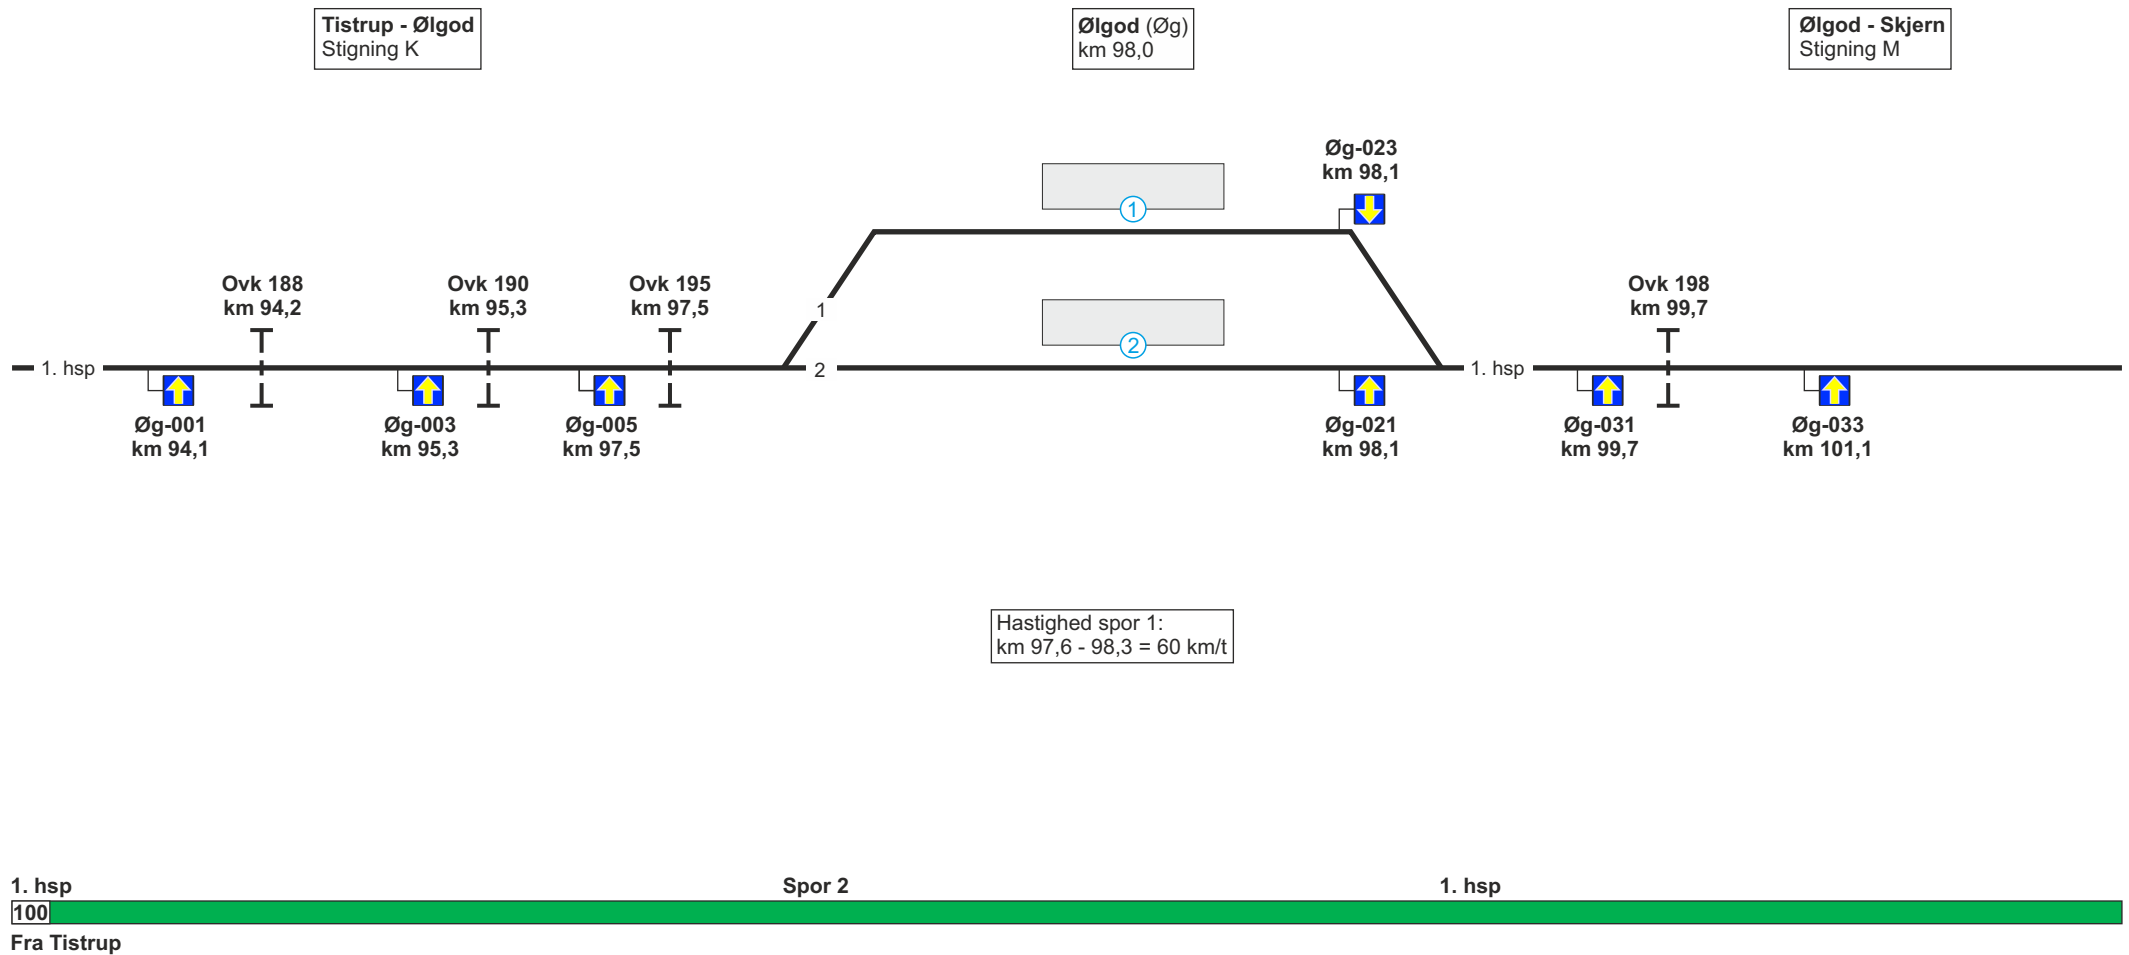 Tistrup - Ølgod
Stigning K
Ølgod (Øg)
km 98,0
Ølgod - Skjern
Stigning M
Øg-023
km 98,1
1
Ovk 188
km 94,2
Ovk 190
km 95,3
Ovk 195
km 97,5
1
Ovk 198
km 99,7
2
1. hsp
2
1. hsp
Øg-001
km 94,1
Øg-003
km 95,3
Øg-005
km 97,5
Øg-021
km 98,1
Øg-031
km 99,7
Øg-033
km 101,1
Hastighed spor 1:
km 97,6 - 98,3 = 60 km/t
1. hsp
Spor 2
1. hsp
100
Fra Tistrup